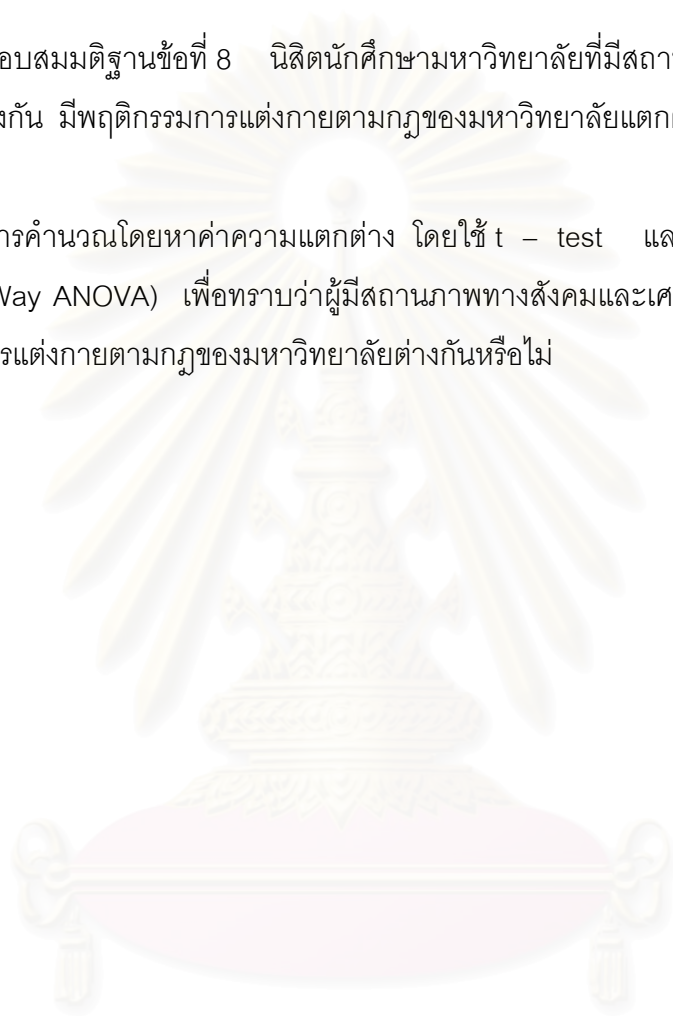 อบสมมติฐานข้อที่ 8 นิสิตนักศึกษามหาวิทยาลัยที่มีสถาน
งกัน มีพฤติกรรมการแต่งกายตามกฎของมหาวิทยาลัยแตก
ารคำนวณโดยหาค่าความแตกต่าง โดยใช้ t – test และ
Way ANOVA) เพื่อทราบว่าผู้มีสถานภาพทางสังคมและเศ
รแต่งกายตามกฎของมหาวิทยาลัยต่างกันหรือไม่